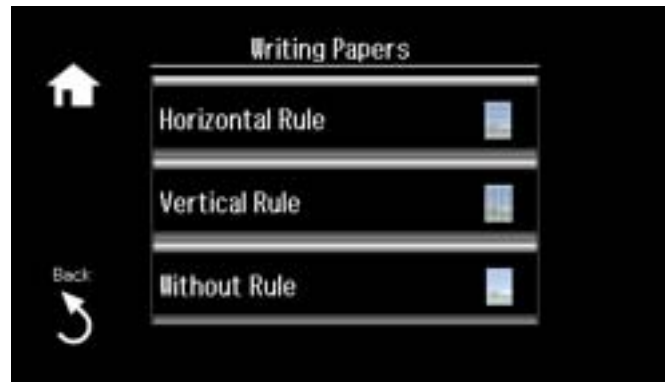 Writing Papers
Horizontal Rule
Vertical Rule
Back
Without Rule